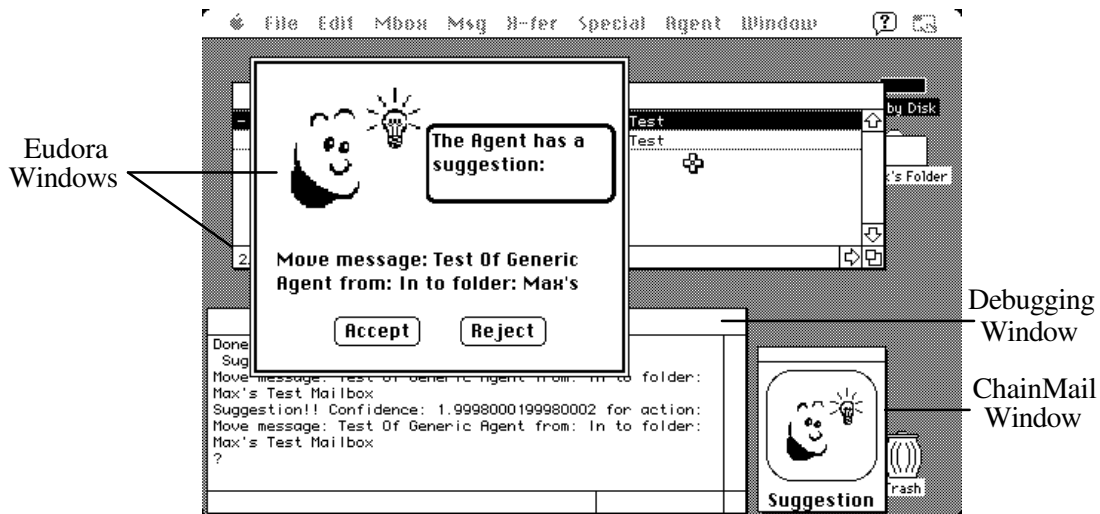 File Edit Mbox Msg X-fer Special Agent Window ?
by Disk
Test
Test
The Agent has a
suggestion:
Eudora
Windows
's Folder
2
Move message: Test Of Generic
Agent from: In to folder: Max's
Accept Reject
Debugging
Window
Done
Sug
Move message: Test Of Generic Agent from: In to folder:
Max's Test Mailbox
Suggestion!! Confidence: 1.9998000199980002 for action:
Move message: Test Of Generic Agent from: In to folder:
Max's Test Mailbox
?
ChainMail
Window
Trash
Suggestion